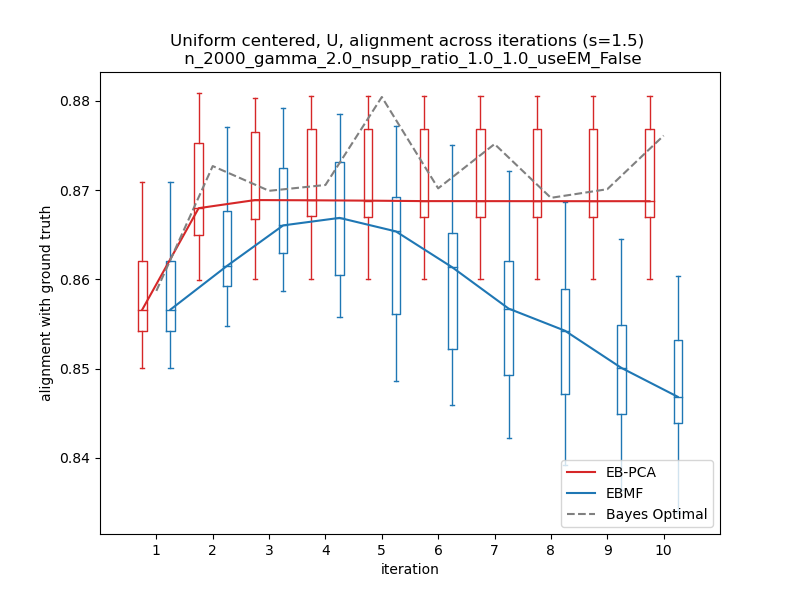 Uniform centered, U, alignment across iterations (s=1.5)
n_2000_gamma_2.0_nsupp_ratio_1.0_1.0_useEM_False
alignment with ground truth
0.88
0.87
0.86
0.85
0.84
EB-PCA
EBMF
Bayes Optimal
1 2 3 4 5 6 7 8 9 10
iteration